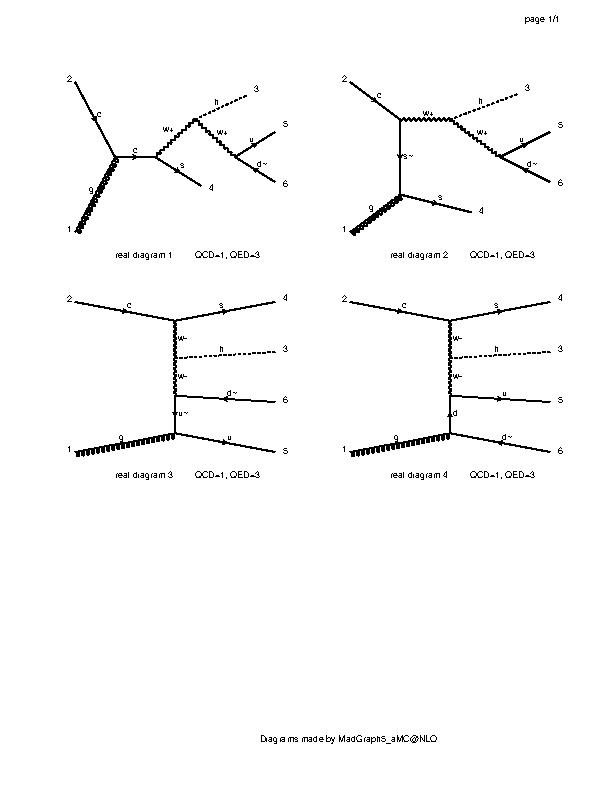 page 1/1
2
c
g
1
c
w+
h
3
w+
u
5
d~
6
s
4
real diagram 1 QCD=1, QED=3
2
c
w+
h
3
w+
u
5
d~
6
s~
g
s
4
1
real diagram 2 QCD=1, QED=3
2
c
s
4
w-
h
3
w-
d~
6
u~
g
u
1
5
real diagram 3 QCD=1, QED=3
2
c
s
4
w-
h
3
w-
u
5
d
g
d~
1
6
real diagram 4 QCD=1, QED=3
Diagrams made by MadGraph5_aMC@NLO